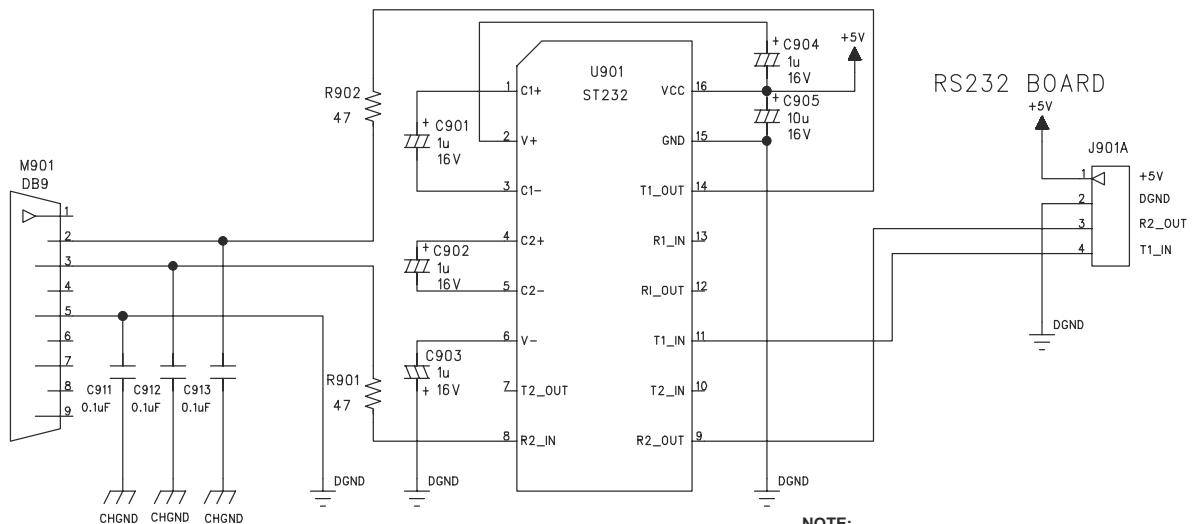 RS232 BOARD
M901
DB9
1
2
3
4
5
6
7
8
9
C911
0.1uF
C912
0.1uF
C913
0.1uF
CHGND
CHGND
CHGND
R902
47
R901
47
DGND
+
C901
1u
16V
+
C902
1u
16V
C903
1u
+ 16V
DGND
U901
ST232
1 C1+
2 V+
3 C1-
4 C2+
5 C2-
6 V-
7 T2_OUT
8 R2_IN
VCC 16
GND 15
T1_OUT 14
R1_IN 13
RI_OUT 12
T1_IN 11
T2_IN 10
R2_OUT 9
+ C904
1u
16V
+ C905
10u
16V
+5V
DGND
+5V
J901A
1 +5V
2 DGND
3 R2_OUT
4 T1_IN
DGND
NOTE: